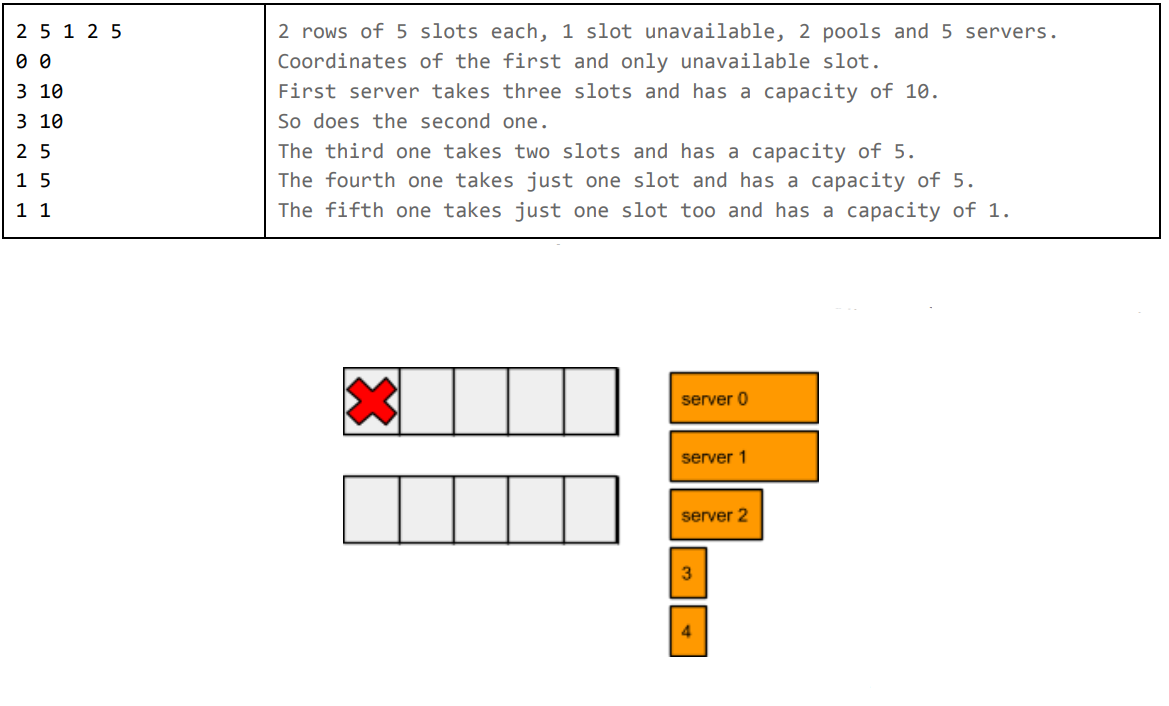 2 5 1 2 5 2 rows of 5 slots each, 1 slot unavailable, 2 pools and 5 servers.
0 0 Coordinates of the first and only unavailable slot.
3 10 First server takes three slots and has a capacity of 10.
3 10 So does the second one.
2 5 The third one takes two slots and has a capacity of 5.
1 5 The fourth one takes just one slot and has a capacity of 5.
1 1 The fifth one takes just one slot too and has a capacity of 1.
server 0
server 1
server 2
3
4